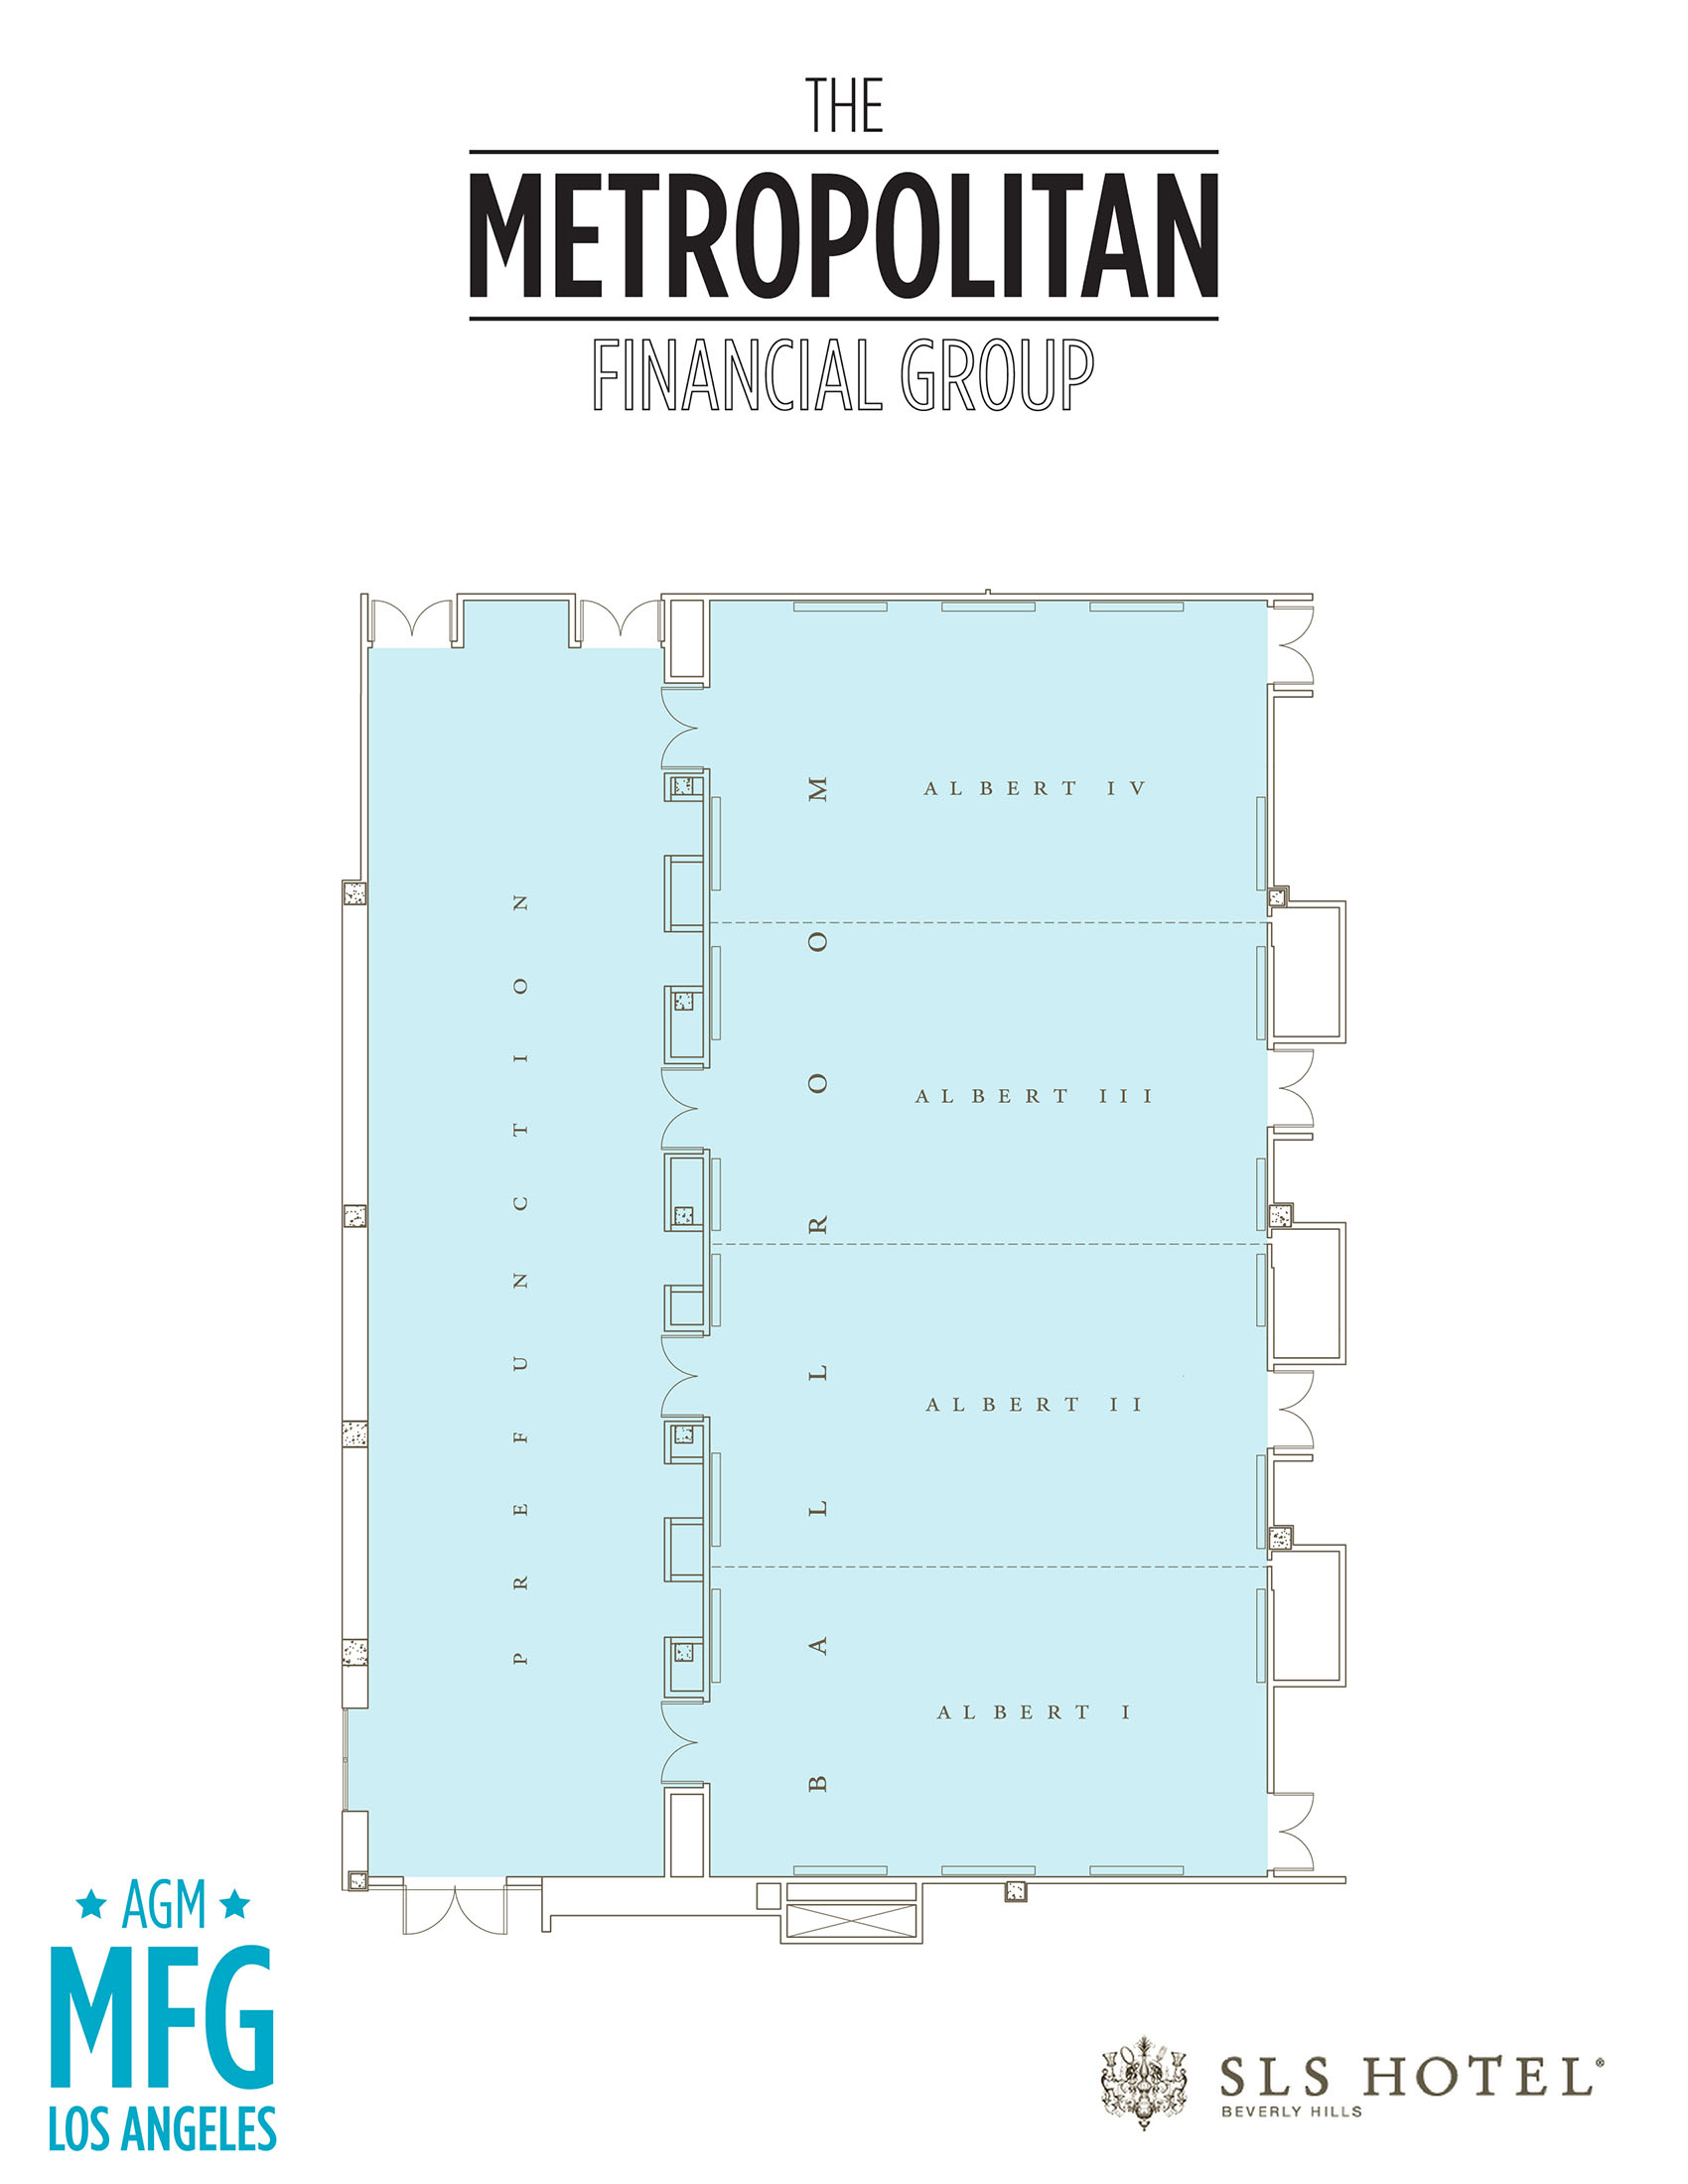 THE
METROPOLITAN
FINANCIAL GROUP
PREFUNCTION
BALLROOM
ALBERT IV
ALBERT III
ALBERT II
ALBERT I
AGM
MFG
LOS ANGELES
SLS HOTEL®
BEVERLY HILLS